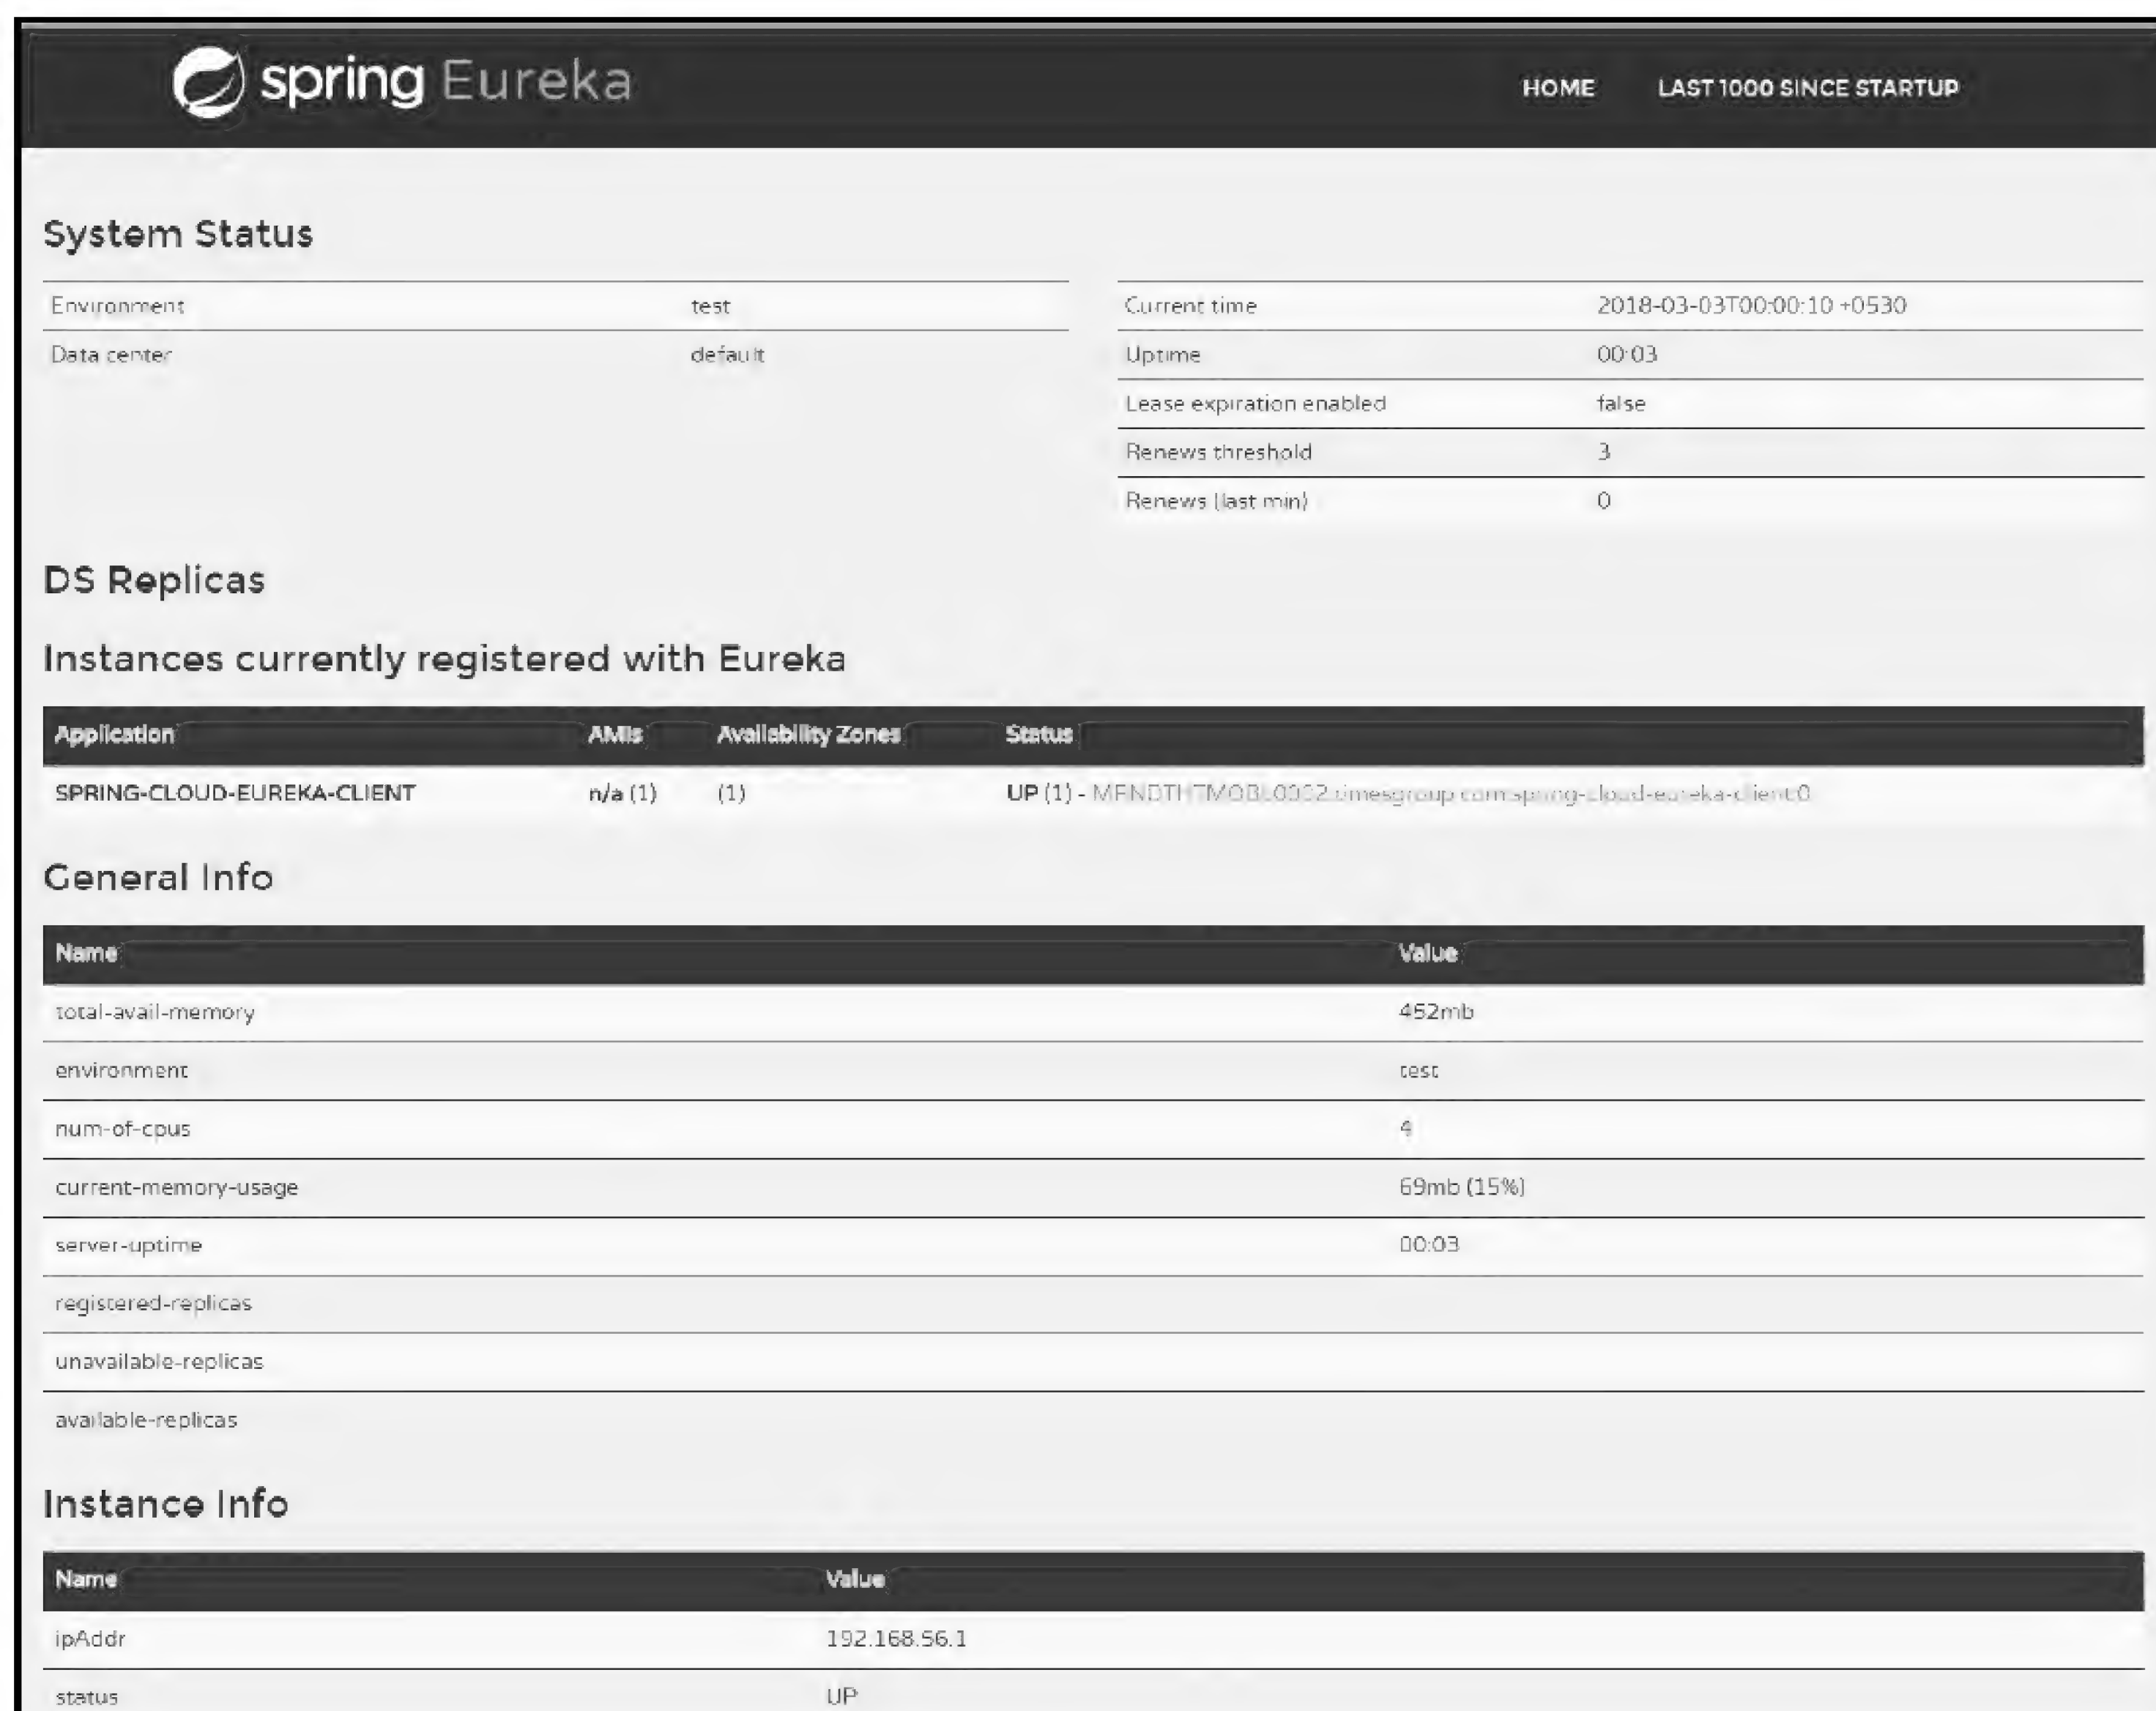 spring Eureka
HOME LAST 1000 SINCE STARTUP
System Status
Environment test
Data center default
Current time 2018-03-03T00:00:10 +0530
Uptime 00:03
Lease expiration enabled false
Renews threshold 3
Renews (last min) 0
DS Replicas
Instances currently registered with Eureka
Application AMIs Availability Zones Status
SPRING-CLOUD-EUREKA-CLIENT n/a (1) (1) UP (1) -
General Info
Name Value
total-avail-memory 452mb
environment test
num-of-cpus 4
current-memory-usage 69mb (15%)
server-uptime 00:03
registered-replicas
unavailable-replicas
available-replicas
Instance Info
Name Value
ipAddr 192.168.56.1
status UP